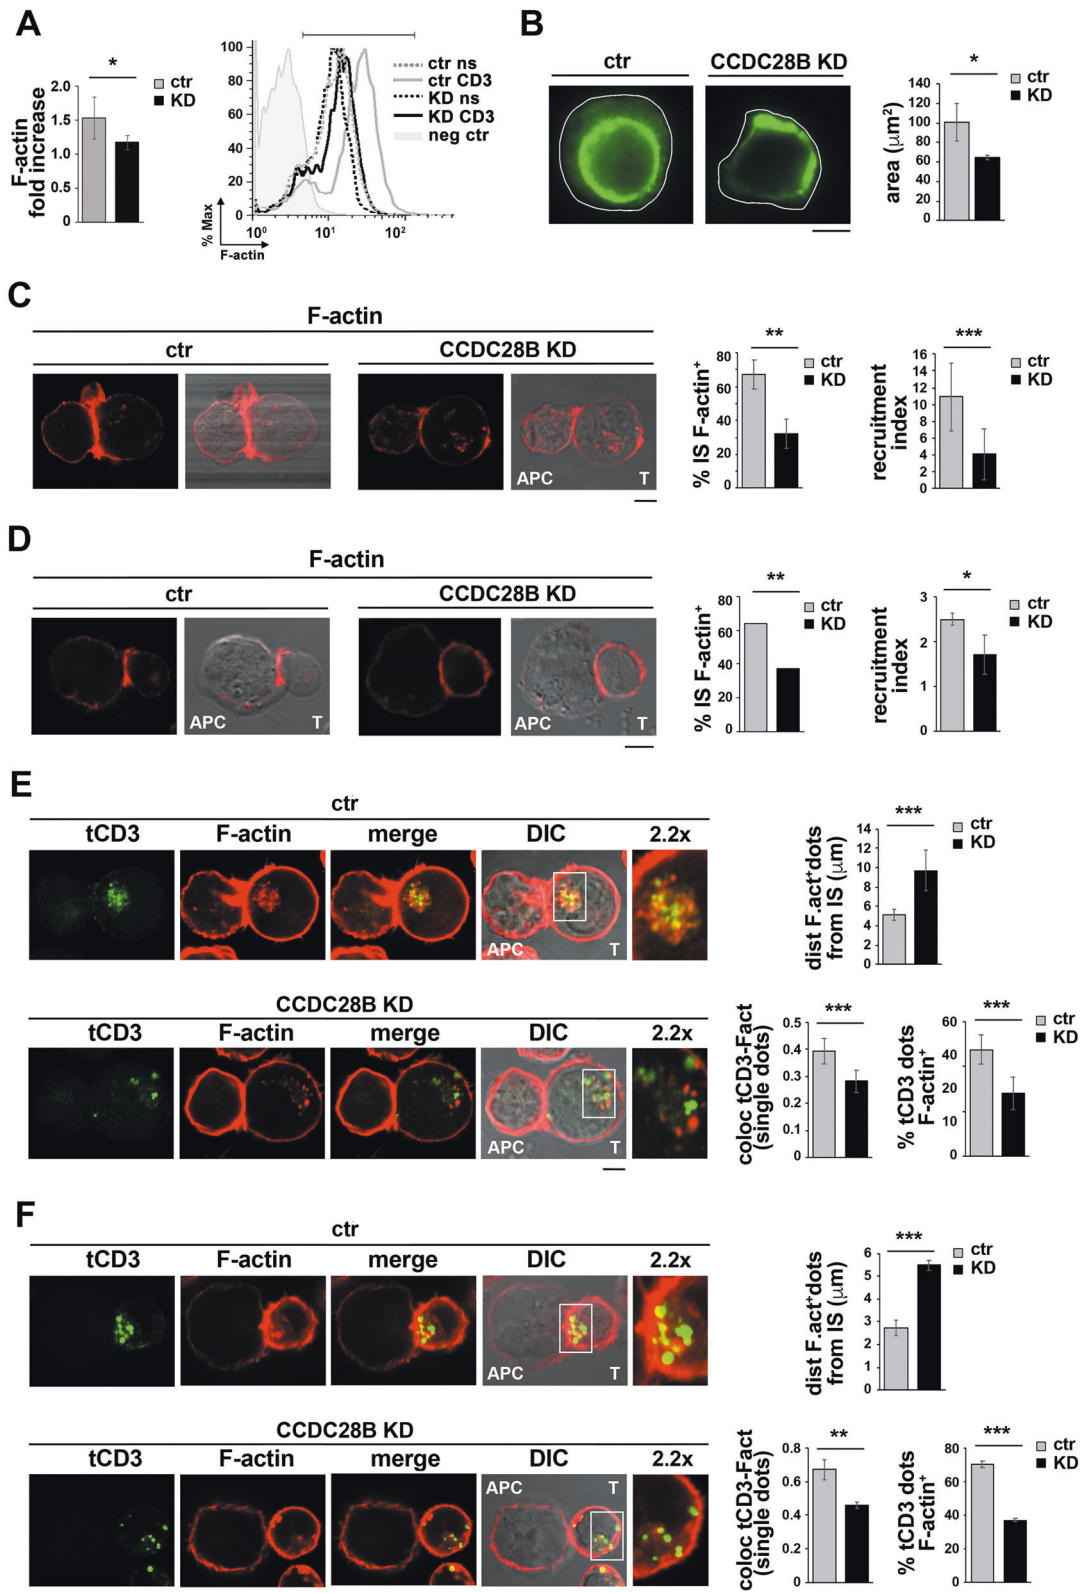 A
*
ctr
KD
2.0
1.5
1.0
0.5
0
F-actin
fold increase
100
80
60
40
20
0
% Max
10⁰
10¹
10²
F-actin
ctr ns
ctr CD3
KD ns
KD CD3
neg ctr
B
ctr
CCDC28B KD
*
ctr
KD
140
120
100
80
60
40
20
0
area (μm²)
C
F-actin
ctr
CCDC28B KD
APC
T
**
ctr
KD
80
60
40
20
0
% IS F-actin⁺
***
ctr
KD
16
14
12
10
8
6
4
2
0
recruitment
index
D
F-actin
ctr
CCDC28B KD
APC
T
APC
T
**
ctr
KD
80
60
40
20
0
% IS F-actin⁺
*
ctr
KD
3
2
1
0
recruitment
index
E
ctr
tCD3
F-actin
merge
DIC
2.2x
APC
T
***
ctr
KD
14
12
10
8
6
4
2
0
dist F.act⁺dots
from IS (μm)
CCDC28B KD
tCD3
F-actin
merge
DIC
2.2x
APC
T
***
0.5
0.4
0.3
0.2
0.1
0
coloc tCD3-Fact
(single dots)
***
ctr
KD
60
40
20
0
% tCD3 dots
F-actin⁺
F
ctr
tCD3
F-actin
merge
DIC
2.2x
APC
T
***
ctr
KD
6
5
4
3
2
1
0
dist F.act⁺dots
from IS (μm)
CCDC28B KD
tCD3
F-actin
merge
DIC
2.2x
APC
T
**
0.8
0.6
0.4
0.2
0
coloc tCD3-Fact
(single dots)
***
ctr
KD
80
60
40
20
0
% tCD3 dots
F-actin⁺